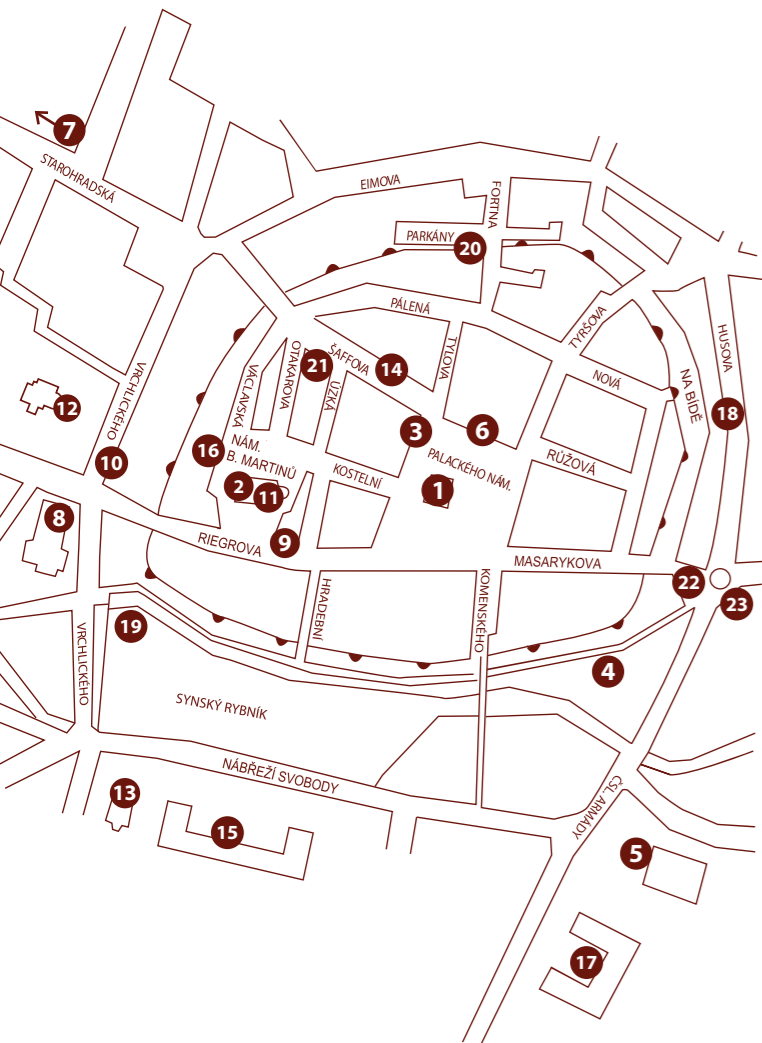 7
STAROHRADSKÁ
EIMOVA
FORTNA
PARKÁNY
20
PÁLENÁ
TYRŠOVA
HUSOVA
TYLOVA
ŠAFFOVA
21
14
OTAKAROVA
ÚZKÁ
VÁCLAVSKÁ
NOVÁ
NA BÍDĚ
VRCHLICKÉHO
12
18
3
6
16
NÁM.
B. MARTINŮ
PALACKÉHO NÁM.
RŮŽOVÁ
10
KOSTELNÍ
2
11
1
8
RIEGROVA
9
MASARYKOVA
22
23
HRADEBNÍ
KOMENSKÉHO
19
VRCHLICKÉHO
4
SYNSKÝ RYBNÍK
NÁBŘEŽÍ SVOBODY
13
15
ČSL. ARMÁDY
5
17